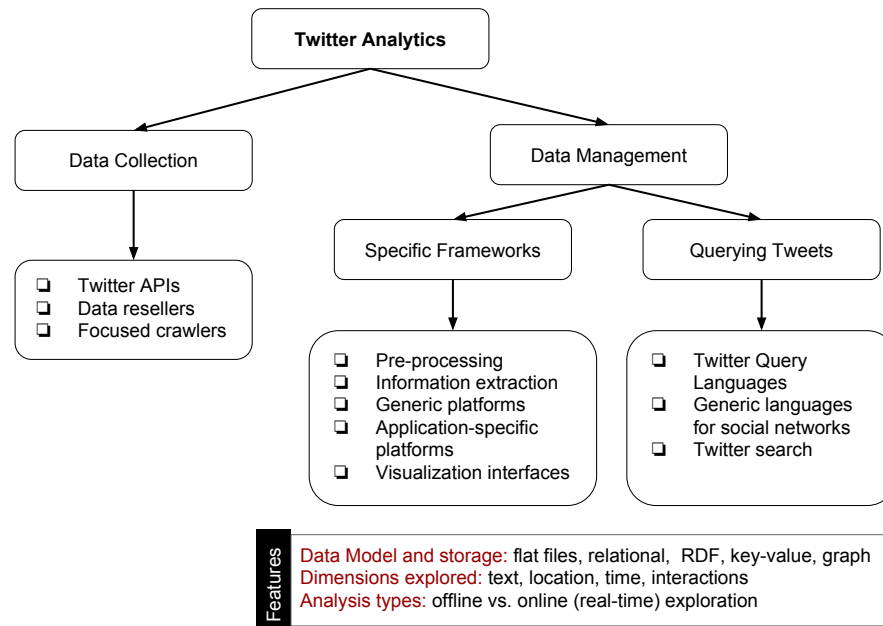 Twitter Analytics
Data Collection
Data Management
Specific Frameworks
Querying Tweets
❏ Twitter APIs
❏ Data resellers
❏ Focused crawlers
❏ Pre-processing
❏ Information extraction
❏ Generic platforms
❏ Application-specific
platforms
❏ Visualization interfaces
❏ Twitter Query
Languages
❏ Generic languages
for social networks
❏ Twitter search
Features
Data Model and storage: flat files, relational, RDF, key-value, graph
Dimensions explored: text, location, time, interactions
Analysis types: offline vs. online (real-time) exploration